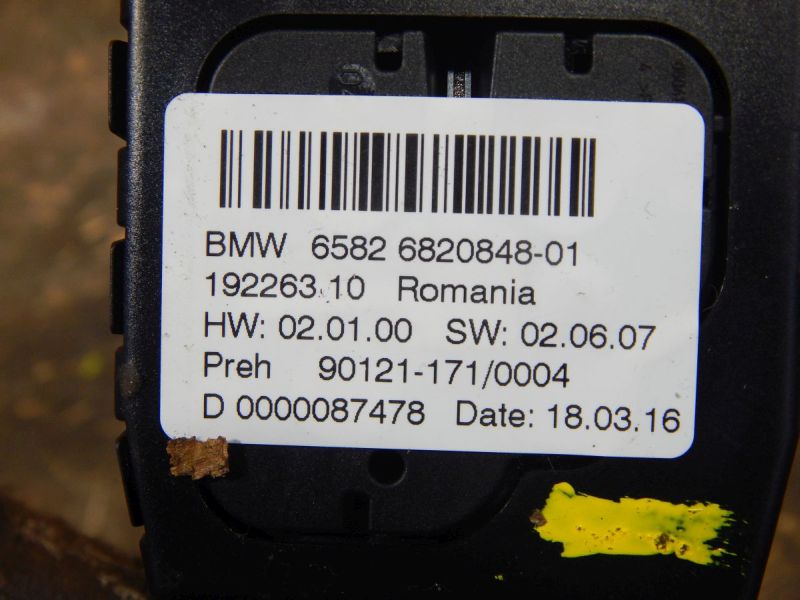 BMW 6582 6820848-01
192263.10 Romania
HW: 02.01.00 SW: 02.06.07
Preh 90121-171/0004
D 0000087478 Date: 18.03.16